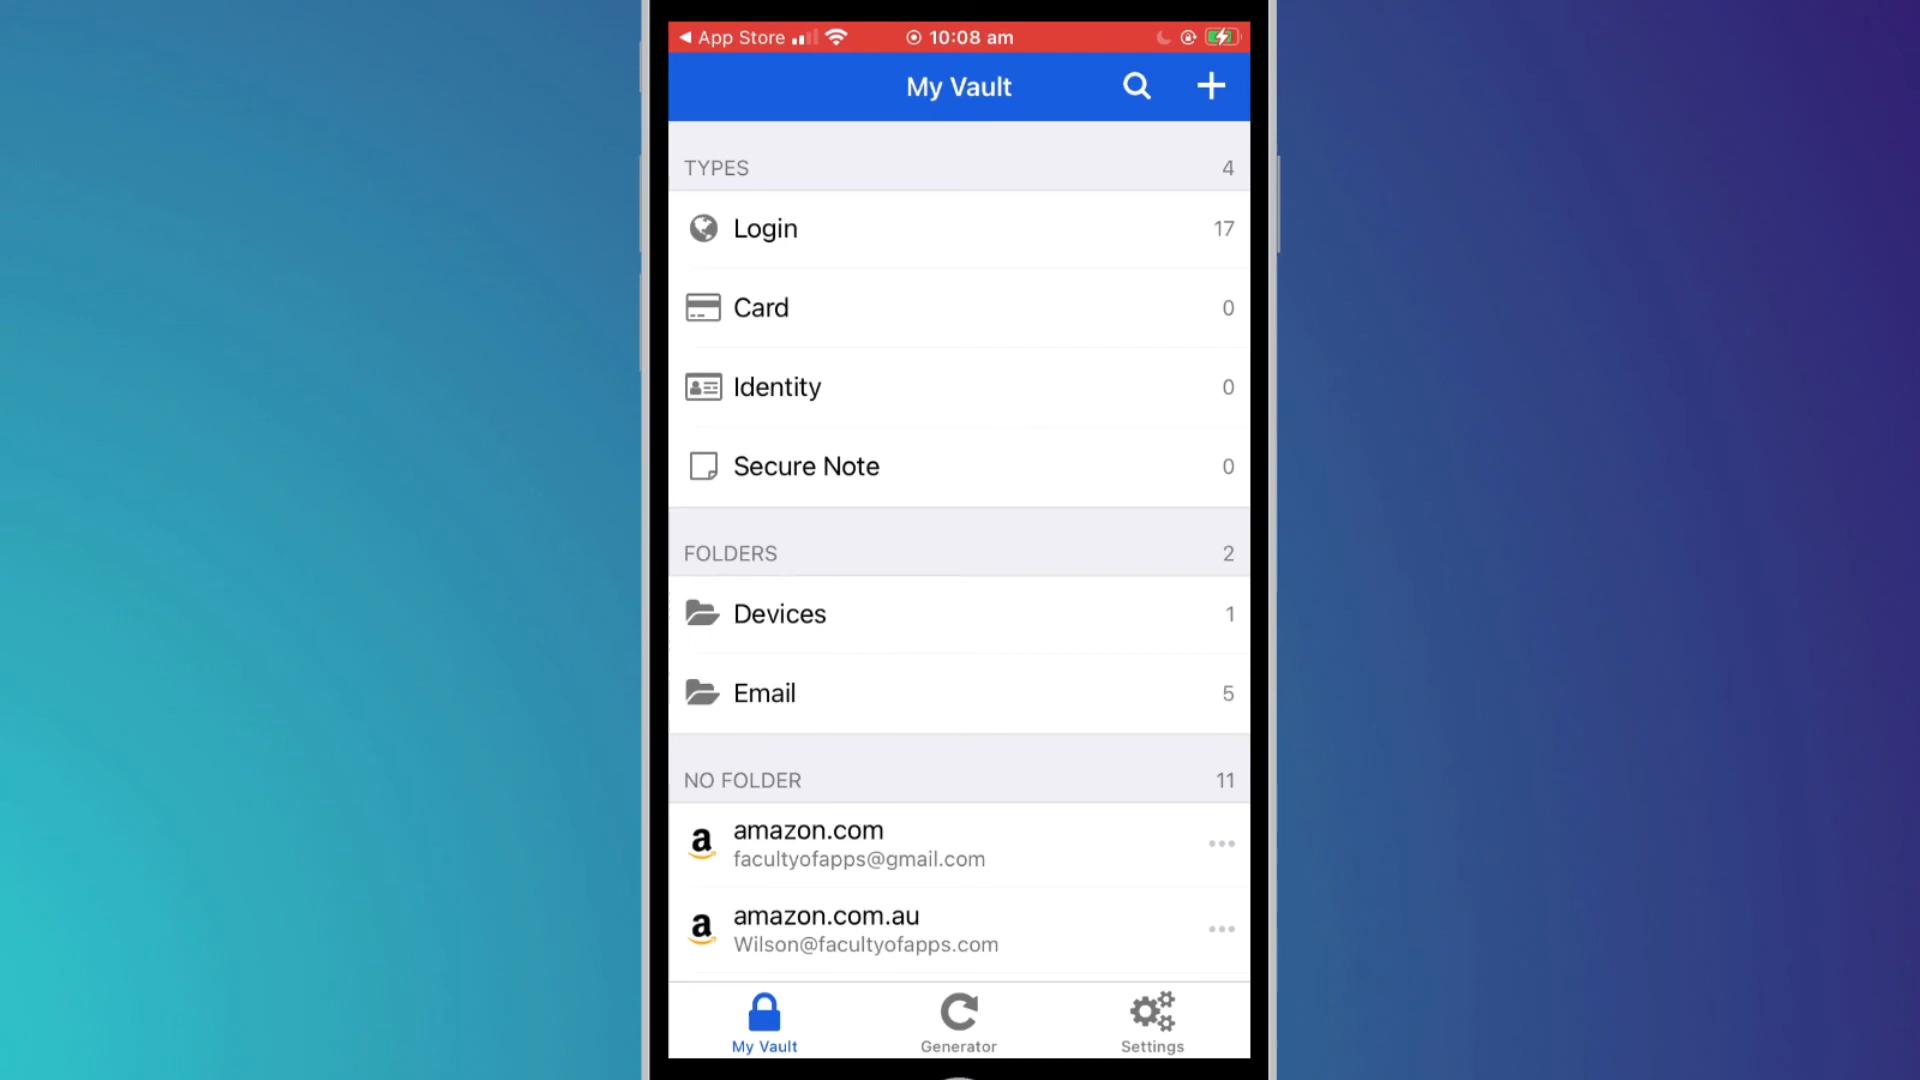 ◀ App Store 10:08 am
My Vault
TYPES 4
Login 17
Card 0
Identity 0
Secure Note 0
FOLDERS 2
Devices 1
Email 5
NO FOLDER 11
a amazon.com
facultyofapps@gmail.com
a amazon.com.au
Wilson@facultyofapps.com
My Vault Generator Settings